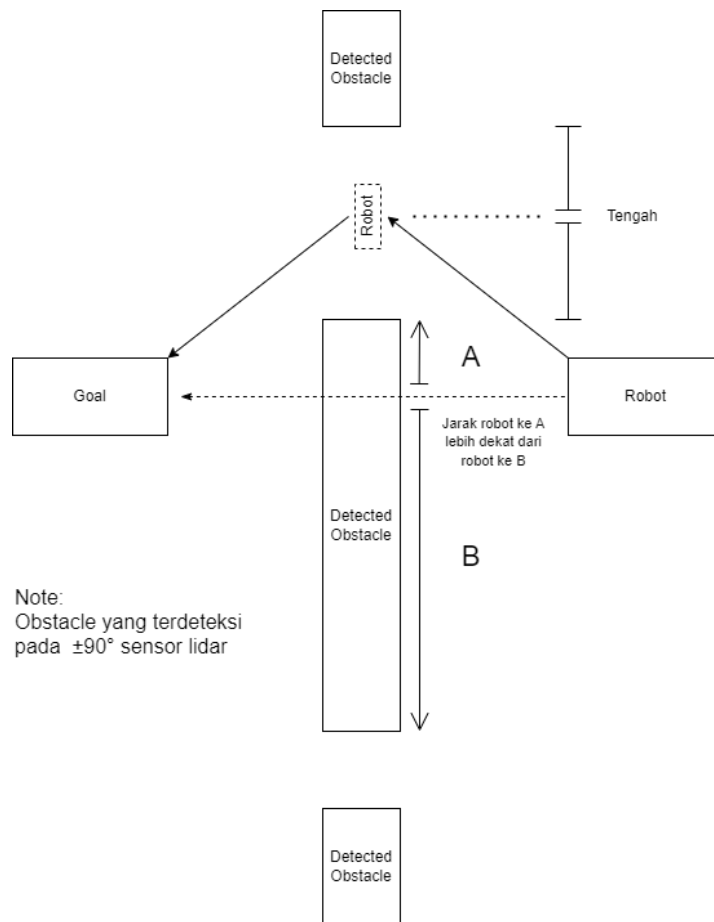 Detected
Obstacle
Robot
Tengah
A
Goal
Robot
Jarak robot ke A
lebih dekat dari
robot ke B
Detected
Obstacle
B
Note:
Obstacle yang terdeteksi
pada ±90° sensor lidar
Detected
Obstacle